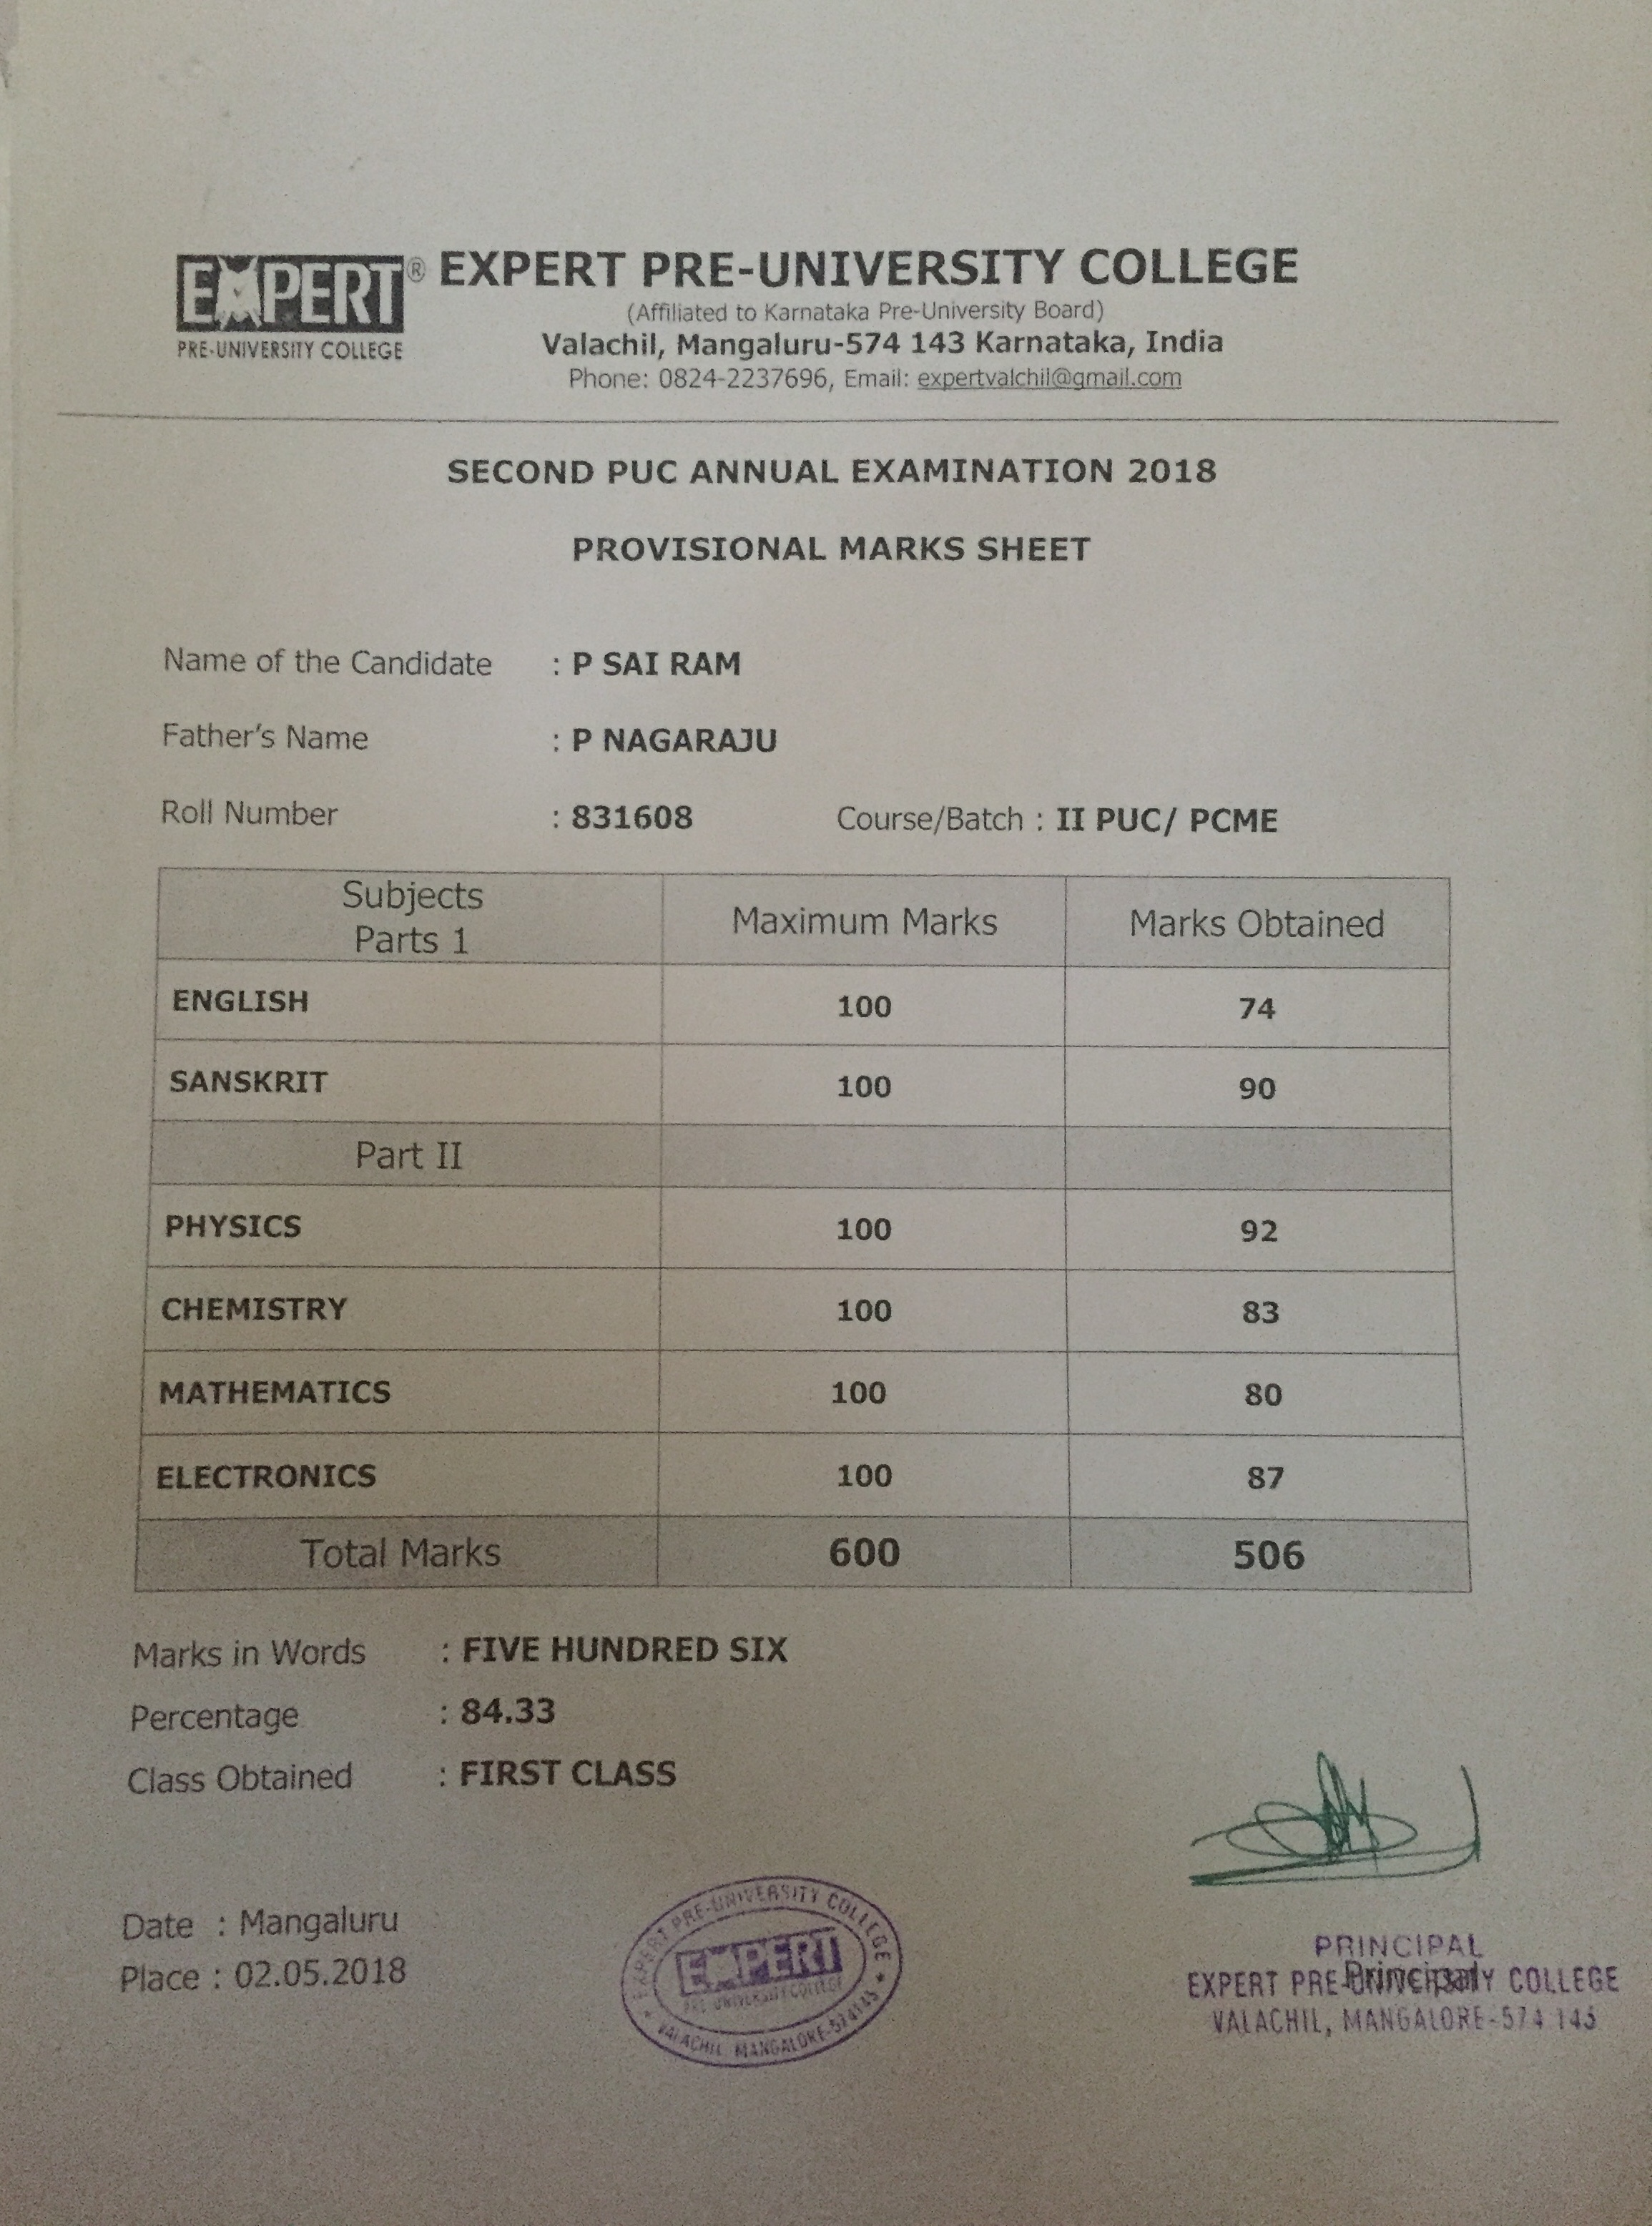 EXPERT® EXPERT PRE-UNIVERSITY COLLEGE
PRE-UNIVERSITY COLLEGE
(Affiliated to Karnataka Pre-University Board)
Valachil, Mangaluru-574 143 Karnataka, India
Phone: 0824-2237696, Email: expertvalchil@gmail.com
SECOND PUC ANNUAL EXAMINATION 2018
PROVISIONAL MARKS SHEET
Name of the Candidate : P SAI RAM
Father's Name : P NAGARAJU
Roll Number : 831608 Course/Batch : II PUC/ PCME
Subjects
Parts 1 Maximum Marks Marks Obtained
ENGLISH 100 74
SANSKRIT 100 90
Part II
PHYSICS 100 92
CHEMISTRY 100 83
MATHEMATICS 100 80
ELECTRONICS 100 87
Total Marks 600 506
Marks in Words : FIVE HUNDRED SIX
Percentage : 84.33
Class Obtained : FIRST CLASS
Date : Mangaluru
Place : 02.05.2018
EXPERT PRE-UNIVERSITY COLLEGE
EXPERT
PRE-UNIVERSITY COLLEGE
VALACHIL MANGALORE-574145
PRINCIPAL
Principal
EXPERT PRE-UNIVERSITY COLLEGE
VALACHIL, MANGALORE-574 145